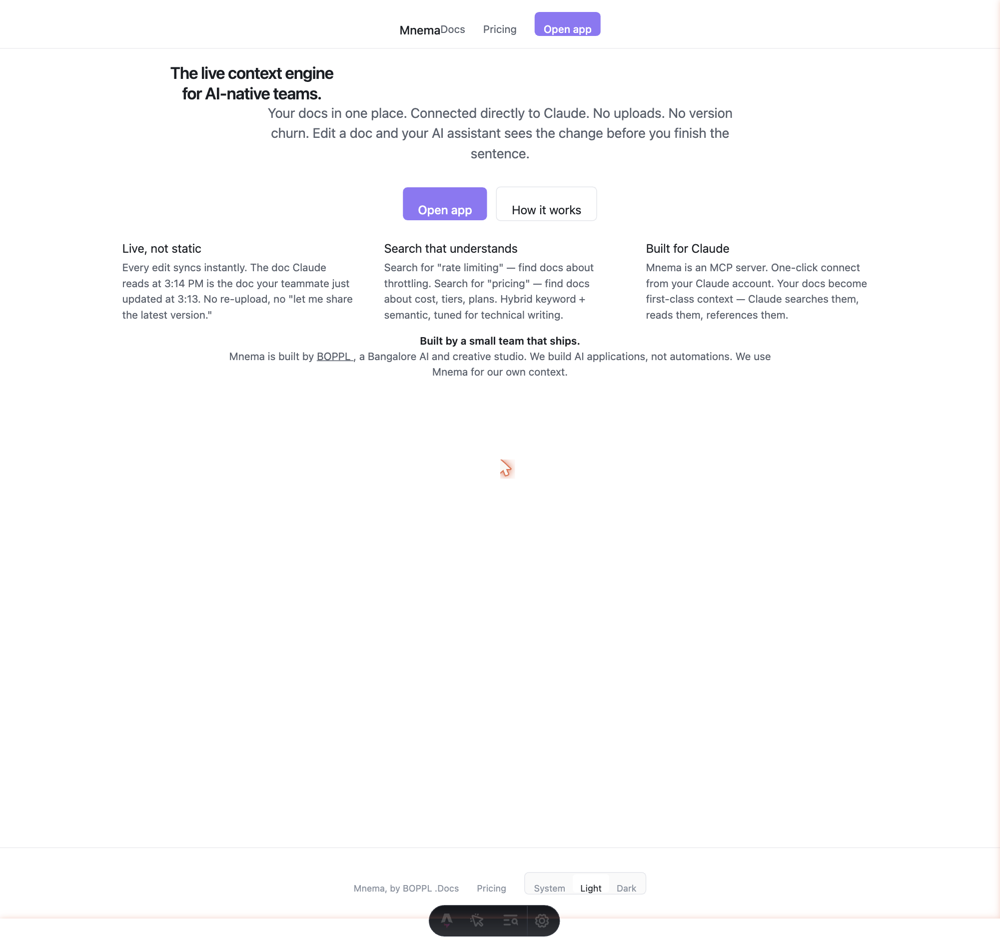 Mnema Docs Pricing Open app
The live context engine
for AI-native teams.
Your docs in one place. Connected directly to Claude. No uploads. No version
churn. Edit a doc and your AI assistant sees the change before you finish the
sentence.
Open app How it works
Live, not static
Every edit syncs instantly. The doc Claude
reads at 3:14 PM is the doc your teammate just
updated at 3:13. No re-upload, no "let me share
the latest version."
Search that understands
Search for "rate limiting" — find docs about
throttling. Search for "pricing" — find docs
about cost, tiers, plans. Hybrid keyword +
semantic, tuned for technical writing.
Built for Claude
Mnema is an MCP server. One-click connect
from your Claude account. Your docs become
first-class context — Claude searches them,
reads them, references them.
Built by a small team that ships.
Mnema is built by BOPPL , a Bangalore AI and creative studio. We build AI applications, not automations. We use
Mnema for our own context.
Mnema, by BOPPL .Docs Pricing System Light Dark